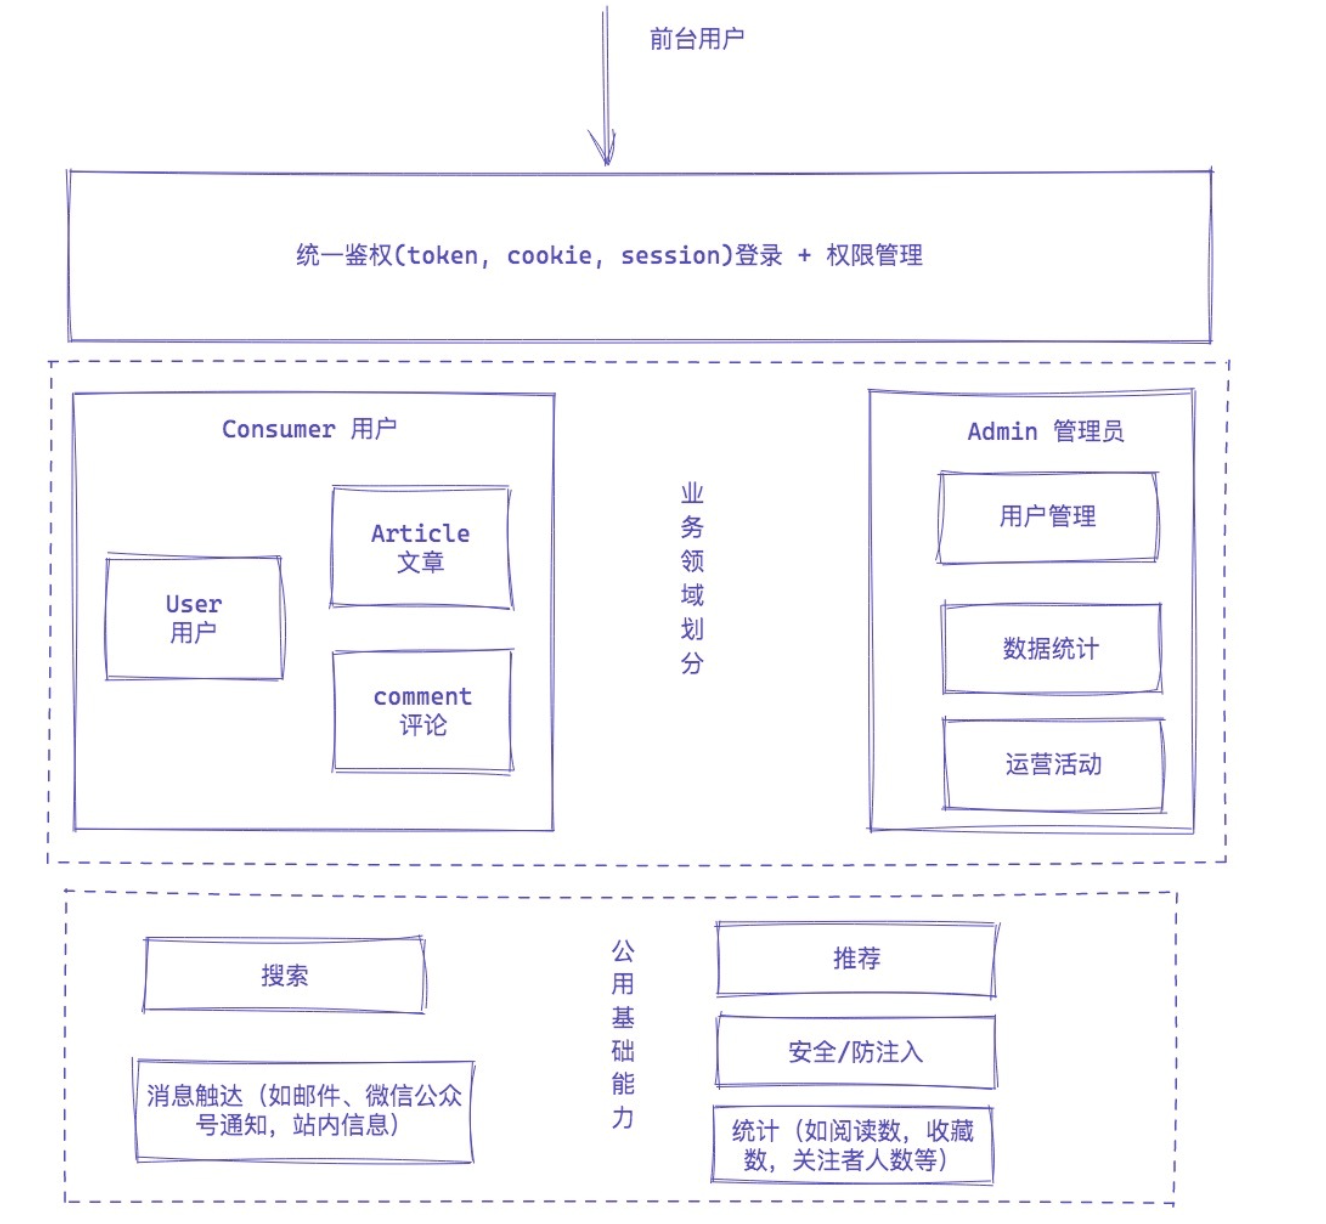 前台用户
统一鉴权(token, cookie, session)登录 + 权限管理
Consumer 用户
User
用户
Article
文章
comment
评论
业
务
领
域
划
分
Admin 管理员
用户管理
数据统计
运营活动
搜索
消息触达（如邮件、微信公众
号通知，站内信息）
公
用
基
础
能
力
推荐
安全/防注入
统计（如阅读数，收藏
数，关注者人数等）